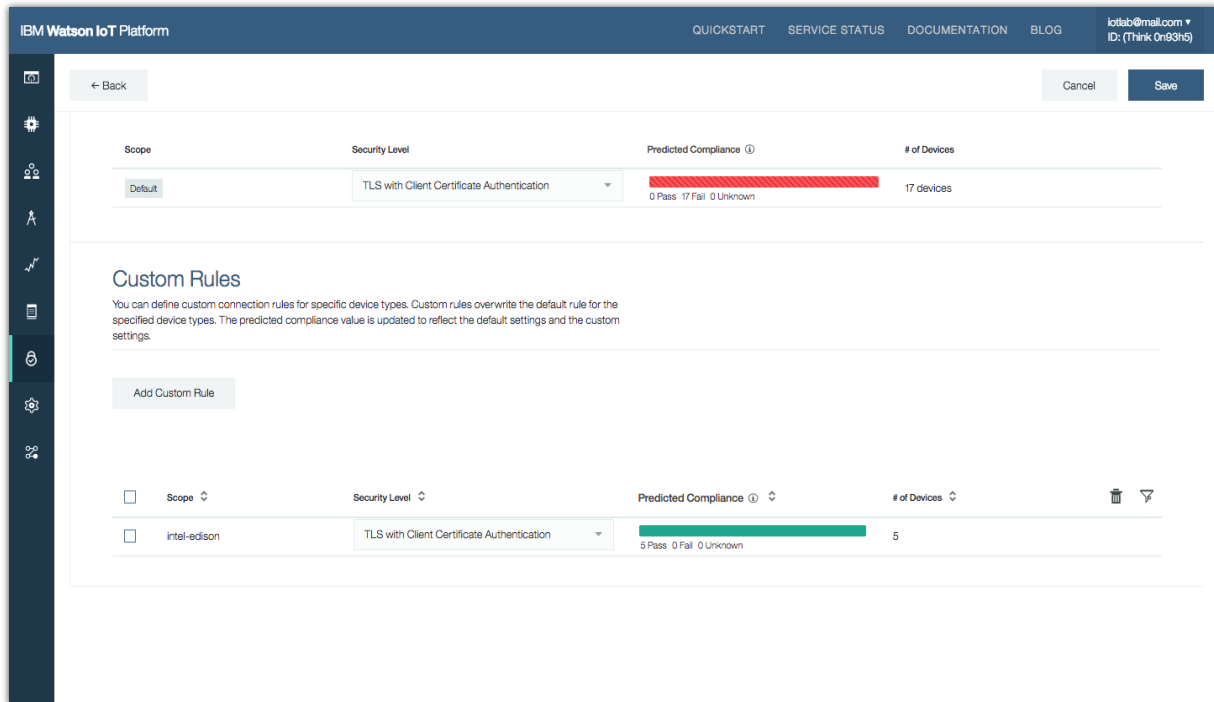 IBM Watson IoT Platform
QUICKSTART SERVICE STATUS DOCUMENTATION BLOG
iotlab@mail.com ▾
ID: (Think 0n93h5)
← Back
Cancel
Save
Scope Security Level Predicted Compliance # of Devices
Default TLS with Client Certificate Authentication 17 devices
0 Pass 17 Fail 0 Unknown
Custom Rules
You can define custom connection rules for specific device types. Custom rules overwrite the default rule for the
specified device types. The predicted compliance value is updated to reflect the default settings and the custom
settings.
Add Custom Rule
Scope Security Level Predicted Compliance # of Devices
intel-edison TLS with Client Certificate Authentication 5
5 Pass 0 Fail 0 Unknown